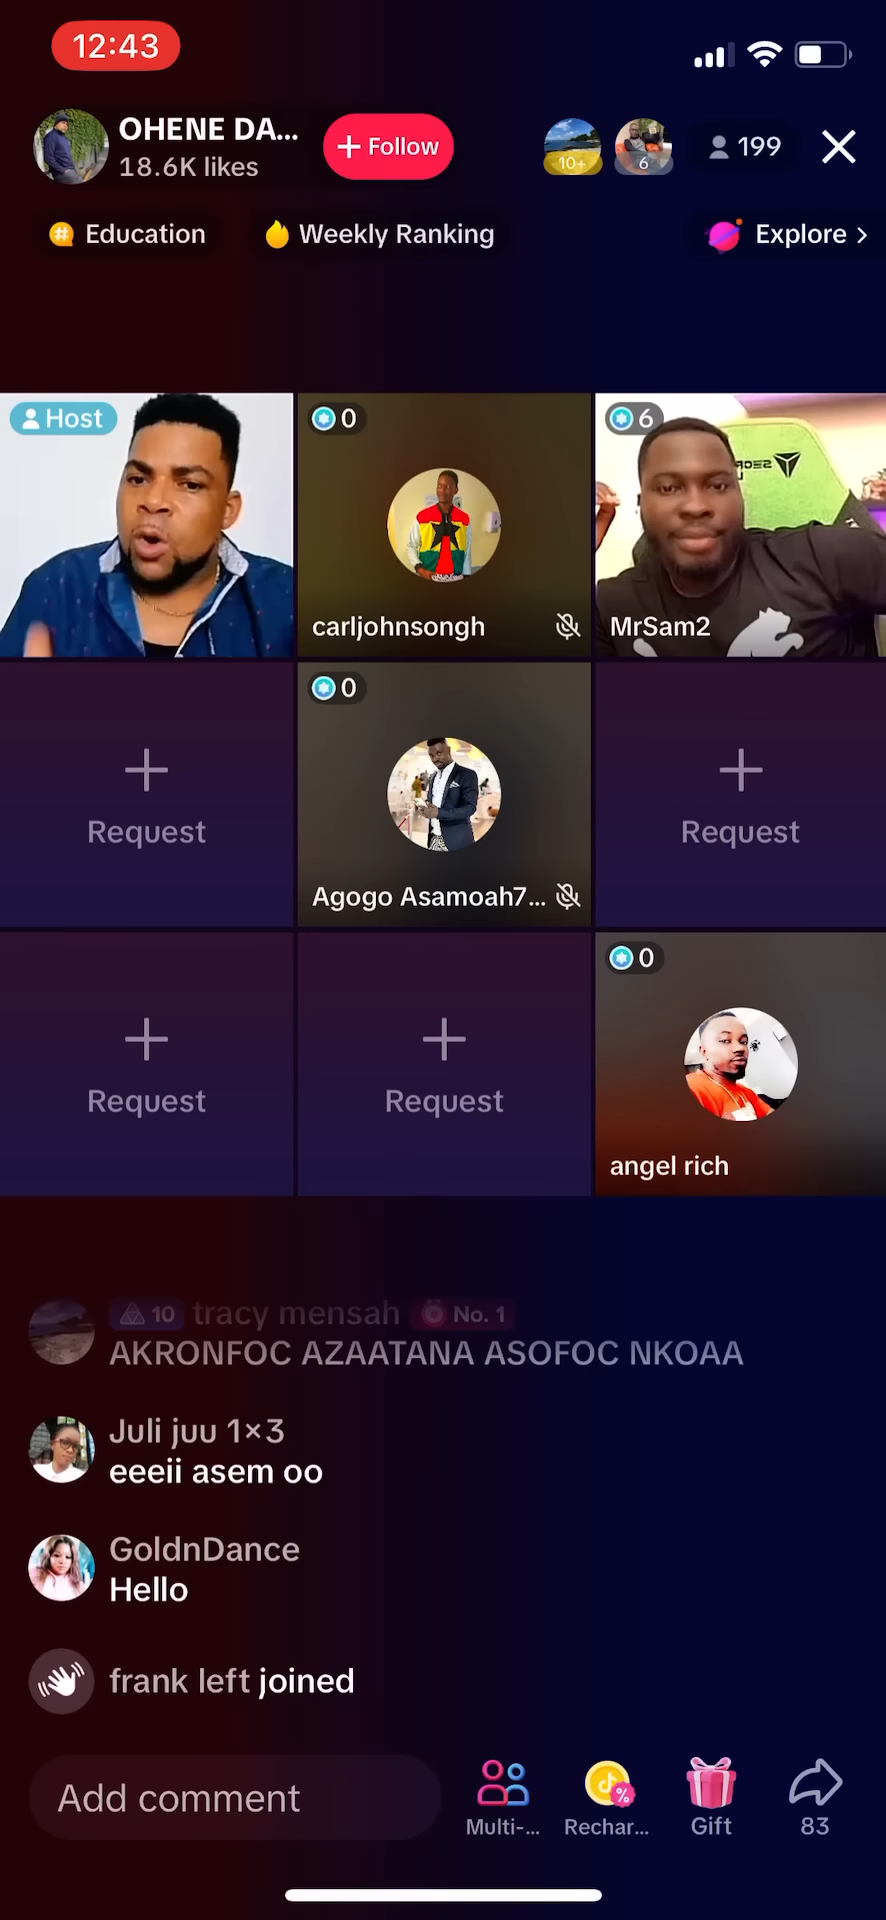 12:43
OHENE DA...
18.6K likes
+ Follow
10+
6
199
Education
Weekly Ranking
Explore >
Host
0
6
carljohnsongh
MrSam2
0
Request
Agogo Asamoah7...
Request
0
Request
Request
angel rich
10 tracy mensah No. 1
AKRONFOC AZAATANA ASOFOC NKOAA
Juli juu 1×3
eeeii asem oo
GoldnDance
Hello
frank left joined
Add comment
Multi-...
Rechar...
Gift
83